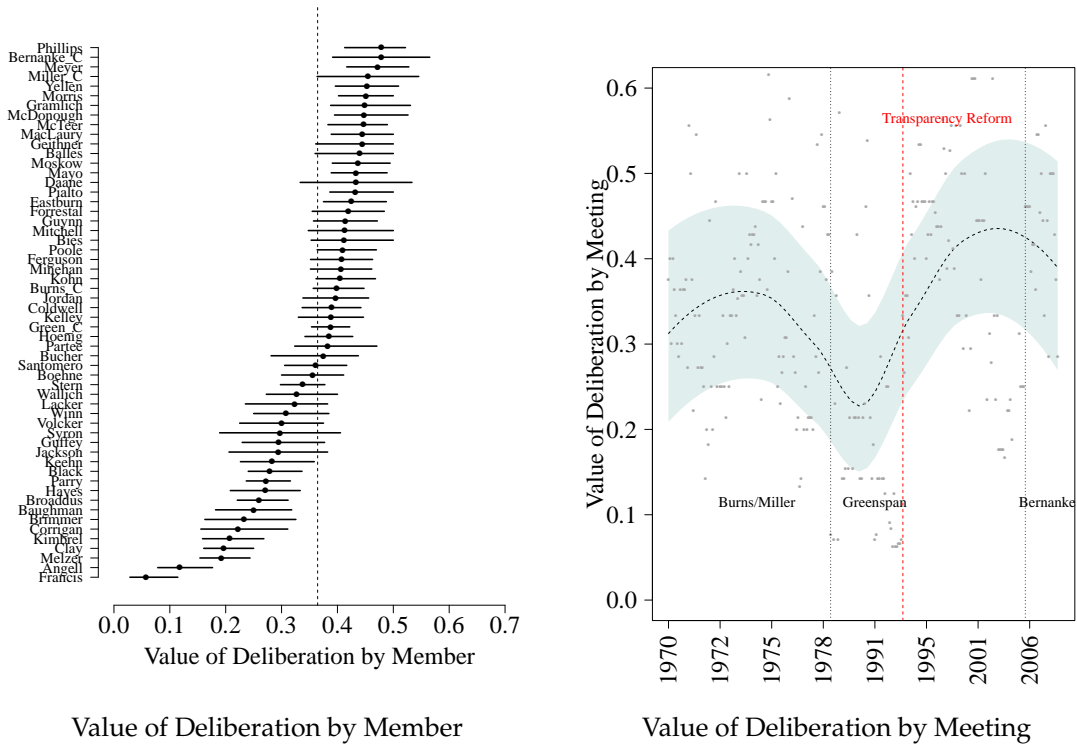 Phillips
Bernanke_C
Meyer
Miller_C
Yellen
Morris
Gramlich
McDonough
McTeer
MacLaury
Geithner
Balles
Moskow
Mayo
Daane
Pialto
Eastburn
Forrestal
Guynn
Mitchell
Bies
Poole
Ferguson
Minehan
Kohn
Burns_C
Jordan
Coldwell
Kelley
Green_C
Hoenig
Partee
Bucher
Santomero
Boehne
Stern
Wallich
Lacker
Winn
Volcker
Syron
Guffey
Jackson
Keehn
Black
Parry
Hayes
Broaddus
Baughman
Brimmer
Corrigan
Kimbrel
Clay
Melzer
Angell
Francis
0.0 0.1 0.2 0.3 0.4 0.5 0.6 0.7
Value of Deliberation by Member
Value of Deliberation by Member
Value of Deliberation by Meeting
0.6
0.5
0.4
0.3
0.2
0.1
0.0
Transparency Reform
Burns/Miller
Greenspan
Bernanke
1970 1972 1975 1978 1991 1995 2001 2006
Value of Deliberation by Meeting